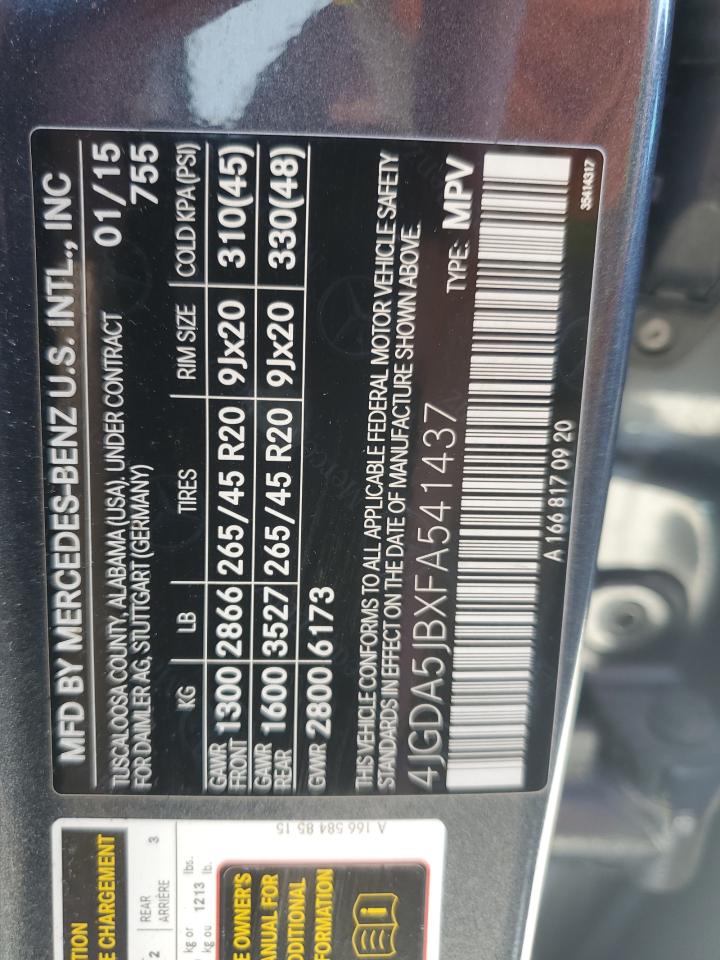 MFD BY MERCEDES-BENZ U.S. INTL., INC
TUSCALOOSA COUNTY, ALABAMA (USA), UNDER CONTRACT 01/15
FOR DAIMLER AG, STUTTGART (GERMANY) 755
KG LB TIRES RIM SIZE COLD KPA(PSI)
GAWR FRONT 1300 2866 265/45 R20 9Jx20 310(45)
GAWR REAR 1600 3527 265/45 R20 9Jx20 330(48)
GVWR 2800 6173
THIS VEHICLE CONFORMS TO ALL APPLICABLE FEDERAL MOTOR VEHICLE SAFETY
STANDARDS IN EFFECT ON THE DATE OF MANUFACTURE SHOWN ABOVE.
4JGDA5JBXFA541437 TYPE: MPV
A 166 817 09 20 35414317
E CHARGEMENT
REAR 3
ARRIÈRE
2
kg or lbs.
kg ou 1213 lb.
A 166 584 85 15
OWNER'S
FOR